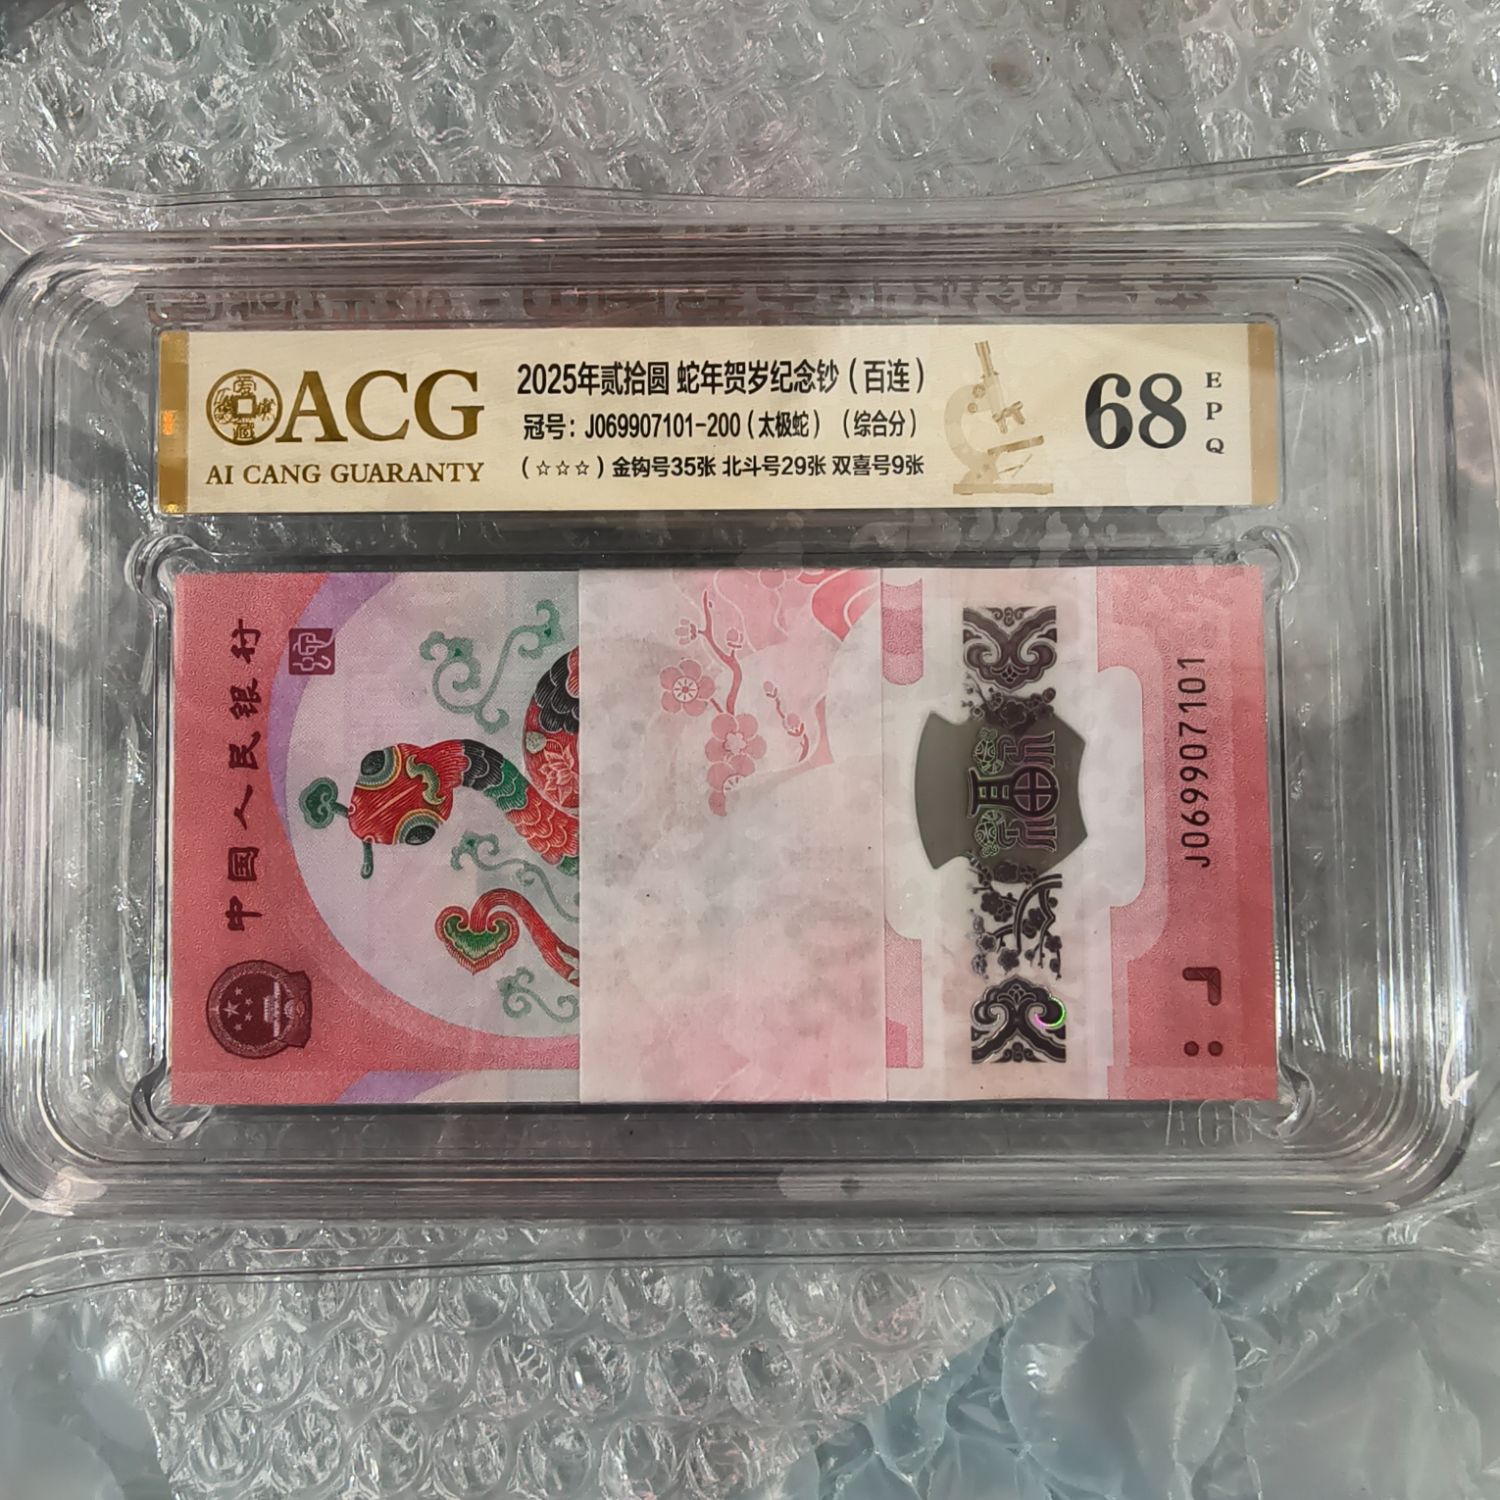 ACG
AI CANG GUARANTY
2025年贰拾圆 蛇年贺岁纪念钞（百连）
冠号：J069907101-200（太极蛇）（综合分）
（☆☆☆）金钩号35张 北斗号29张 双喜号9张
68
EPQ
中国人民银行
福
J069907101
ACG